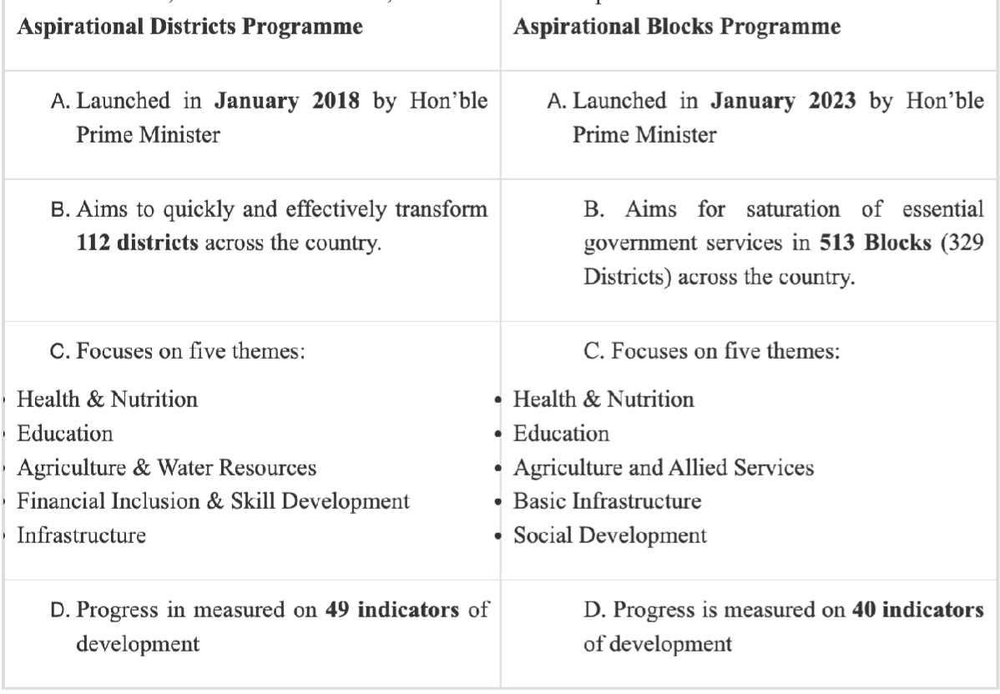 Aspirational Districts Programme
Aspirational Blocks Programme
A. Launched in January 2018 by Hon’ble
Prime Minister
A. Launched in January 2023 by Hon’ble
Prime Minister
B. Aims to quickly and effectively transform
112 districts across the country.
B. Aims for saturation of essential
government services in 513 Blocks (329
Districts) across the country.
C. Focuses on five themes:
Health & Nutrition
Education
Agriculture & Water Resources
Financial Inclusion & Skill Development
Infrastructure
C. Focuses on five themes:
• Health & Nutrition
• Education
• Agriculture and Allied Services
• Basic Infrastructure
• Social Development
D. Progress in measured on 49 indicators of
development
D. Progress is measured on 40 indicators
of development